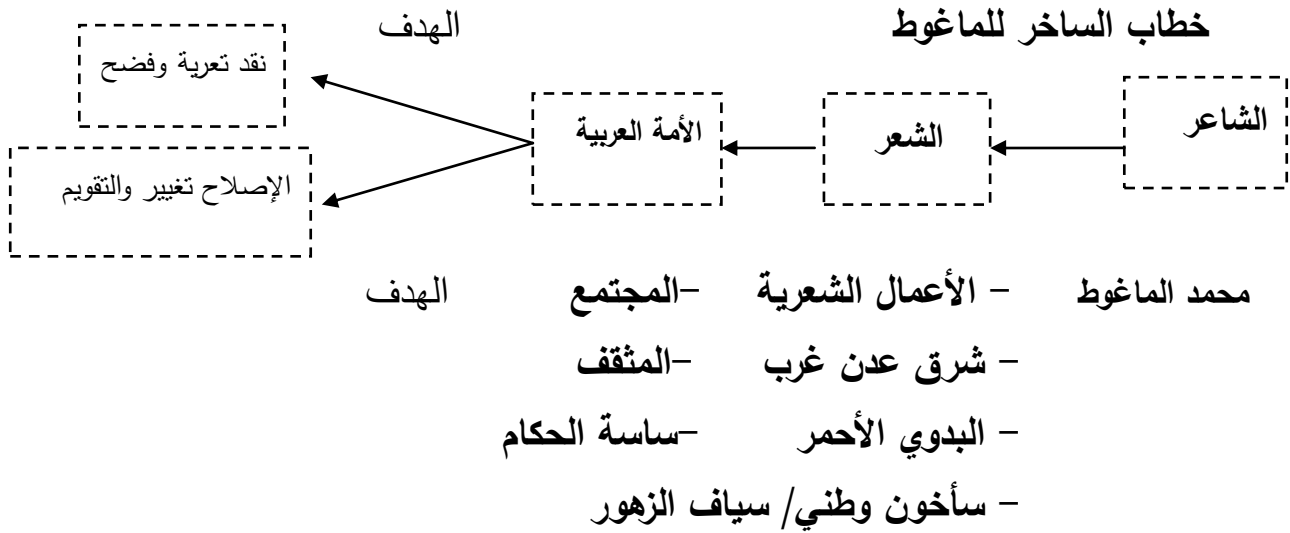 خطاب الساخر للماغوط
الهدف
الشاعر
الشعر
الأمة العربية
نقد تعرية وفضح
الإصلاح تغيير والتقويم
محمد الماغوط – الأعمال الشعرية –المجتمع الهدف
– شرق عدن غرب –المثقف
– البدوي الأحمر –ساسة الحكام
– سأخون وطني/ سياف الزهور